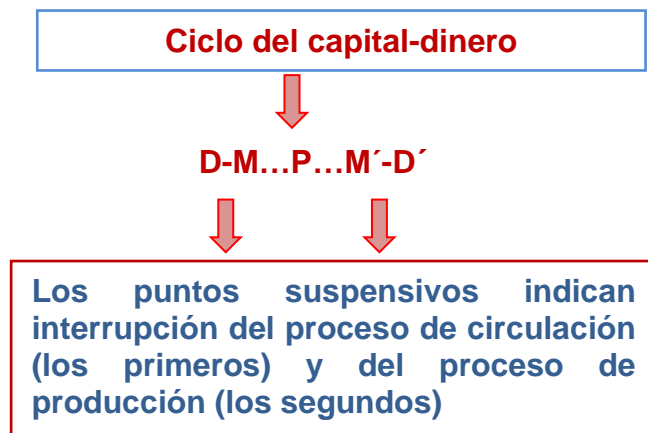 Ciclo del capital-dinero
D-M…P…M´-D´
Los puntos suspensivos indican
interrupción del proceso de circulación
(los primeros) y del proceso de
producción (los segundos)